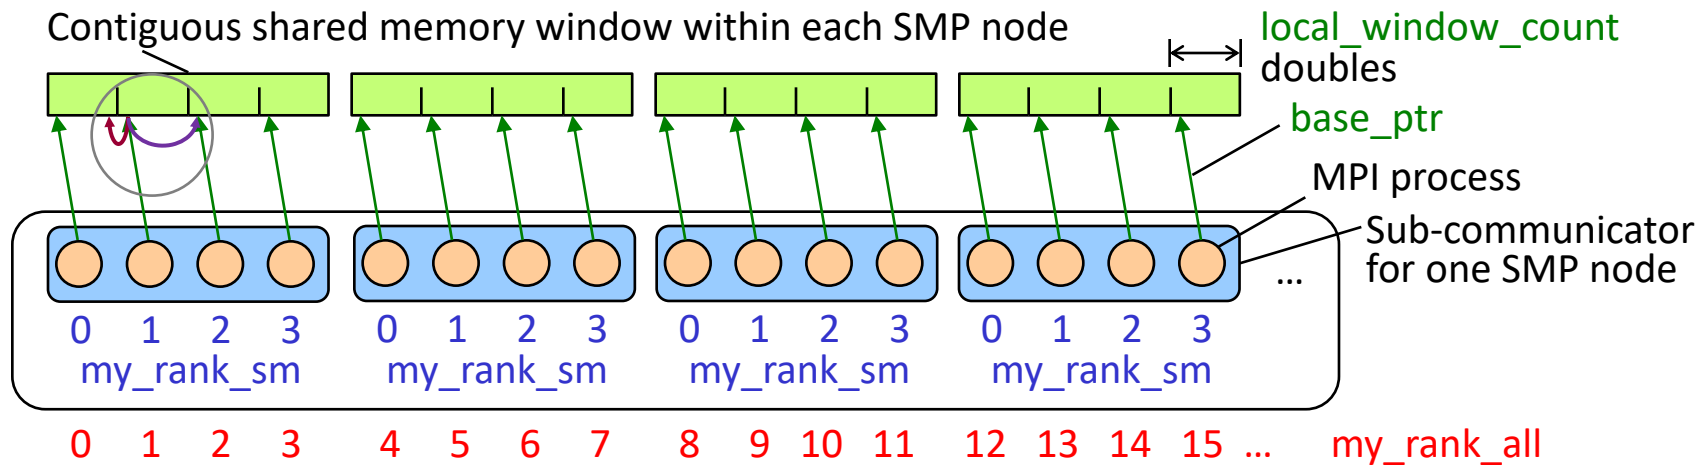 Contiguous shared memory window within each SMP node
local_window_count
doubles
base_ptr
MPI process
Sub-communicator
for one SMP node
...
0 1 2 3 0 1 2 3 0 1 2 3 0 1 2 3
my_rank_sm my_rank_sm my_rank_sm my_rank_sm
0 1 2 3 4 5 6 7 8 9 10 11 12 13 14 15 ... my_rank_all